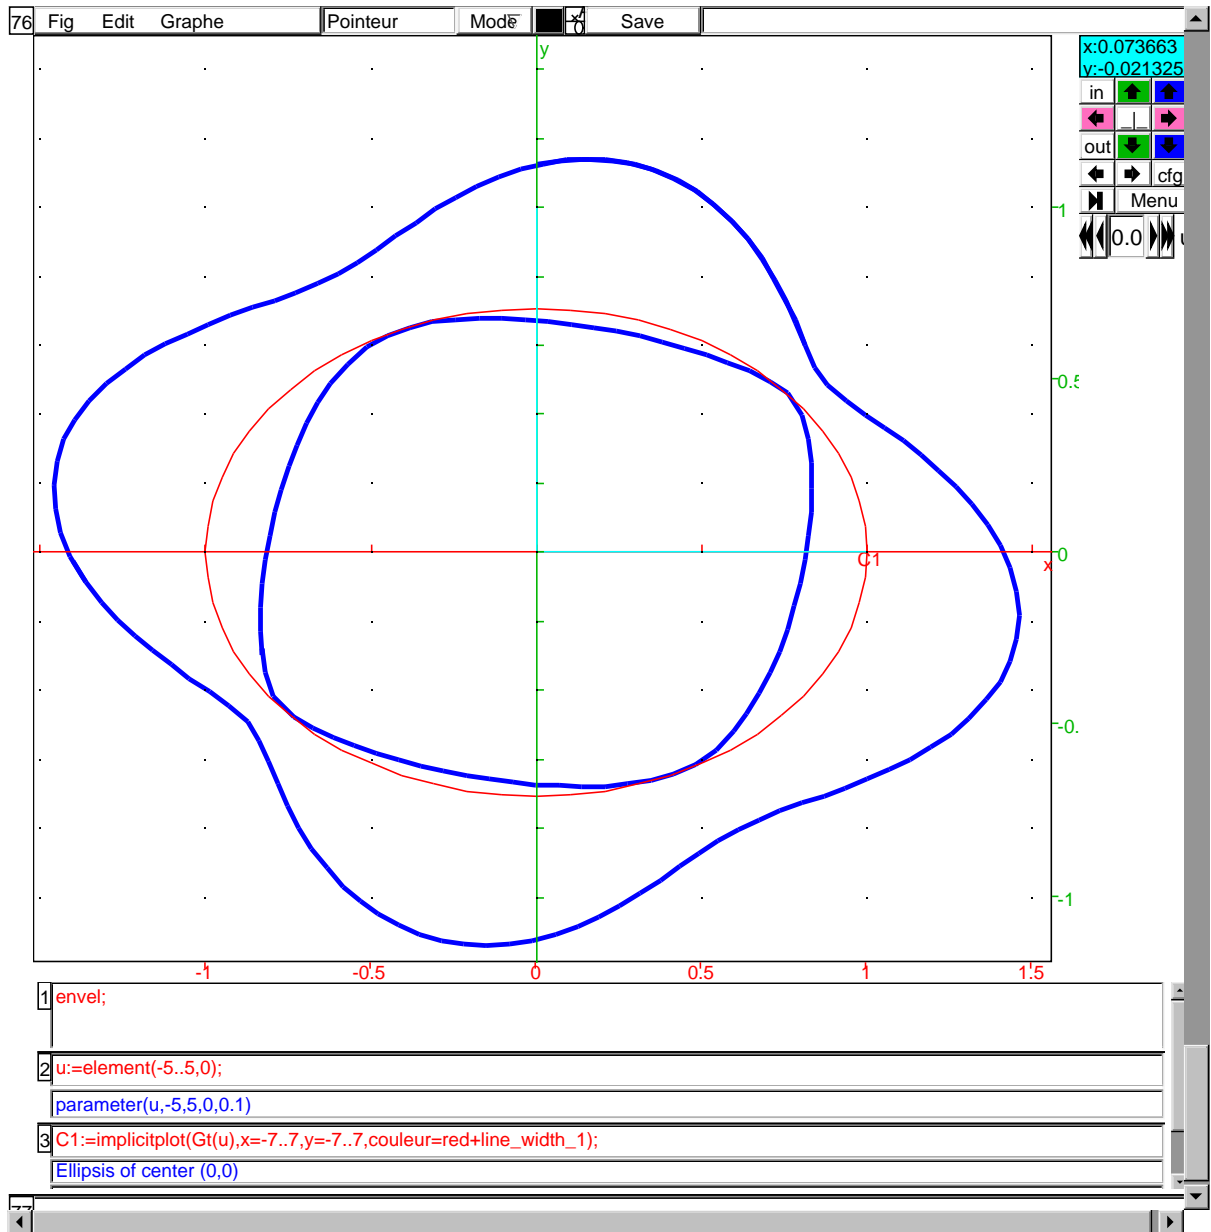 76 Fig Edit Graphe Pointeur Mode Save
x:0.073663
y:-0.021325
in
out
cfg
Menu
0.0
y
1
0.5
0
C1
x
-0.
-1
-1 -0.5 0 0.5 1 1.5
1 envel;
2 u:=element(-5..5,0);
parameter(u,-5,5,0,0.1)
3 C1:=implicitplot(Gt(u),x=-7..7,y=-7..7,couleur=red+line_width_1);
Ellipsis of center (0,0)